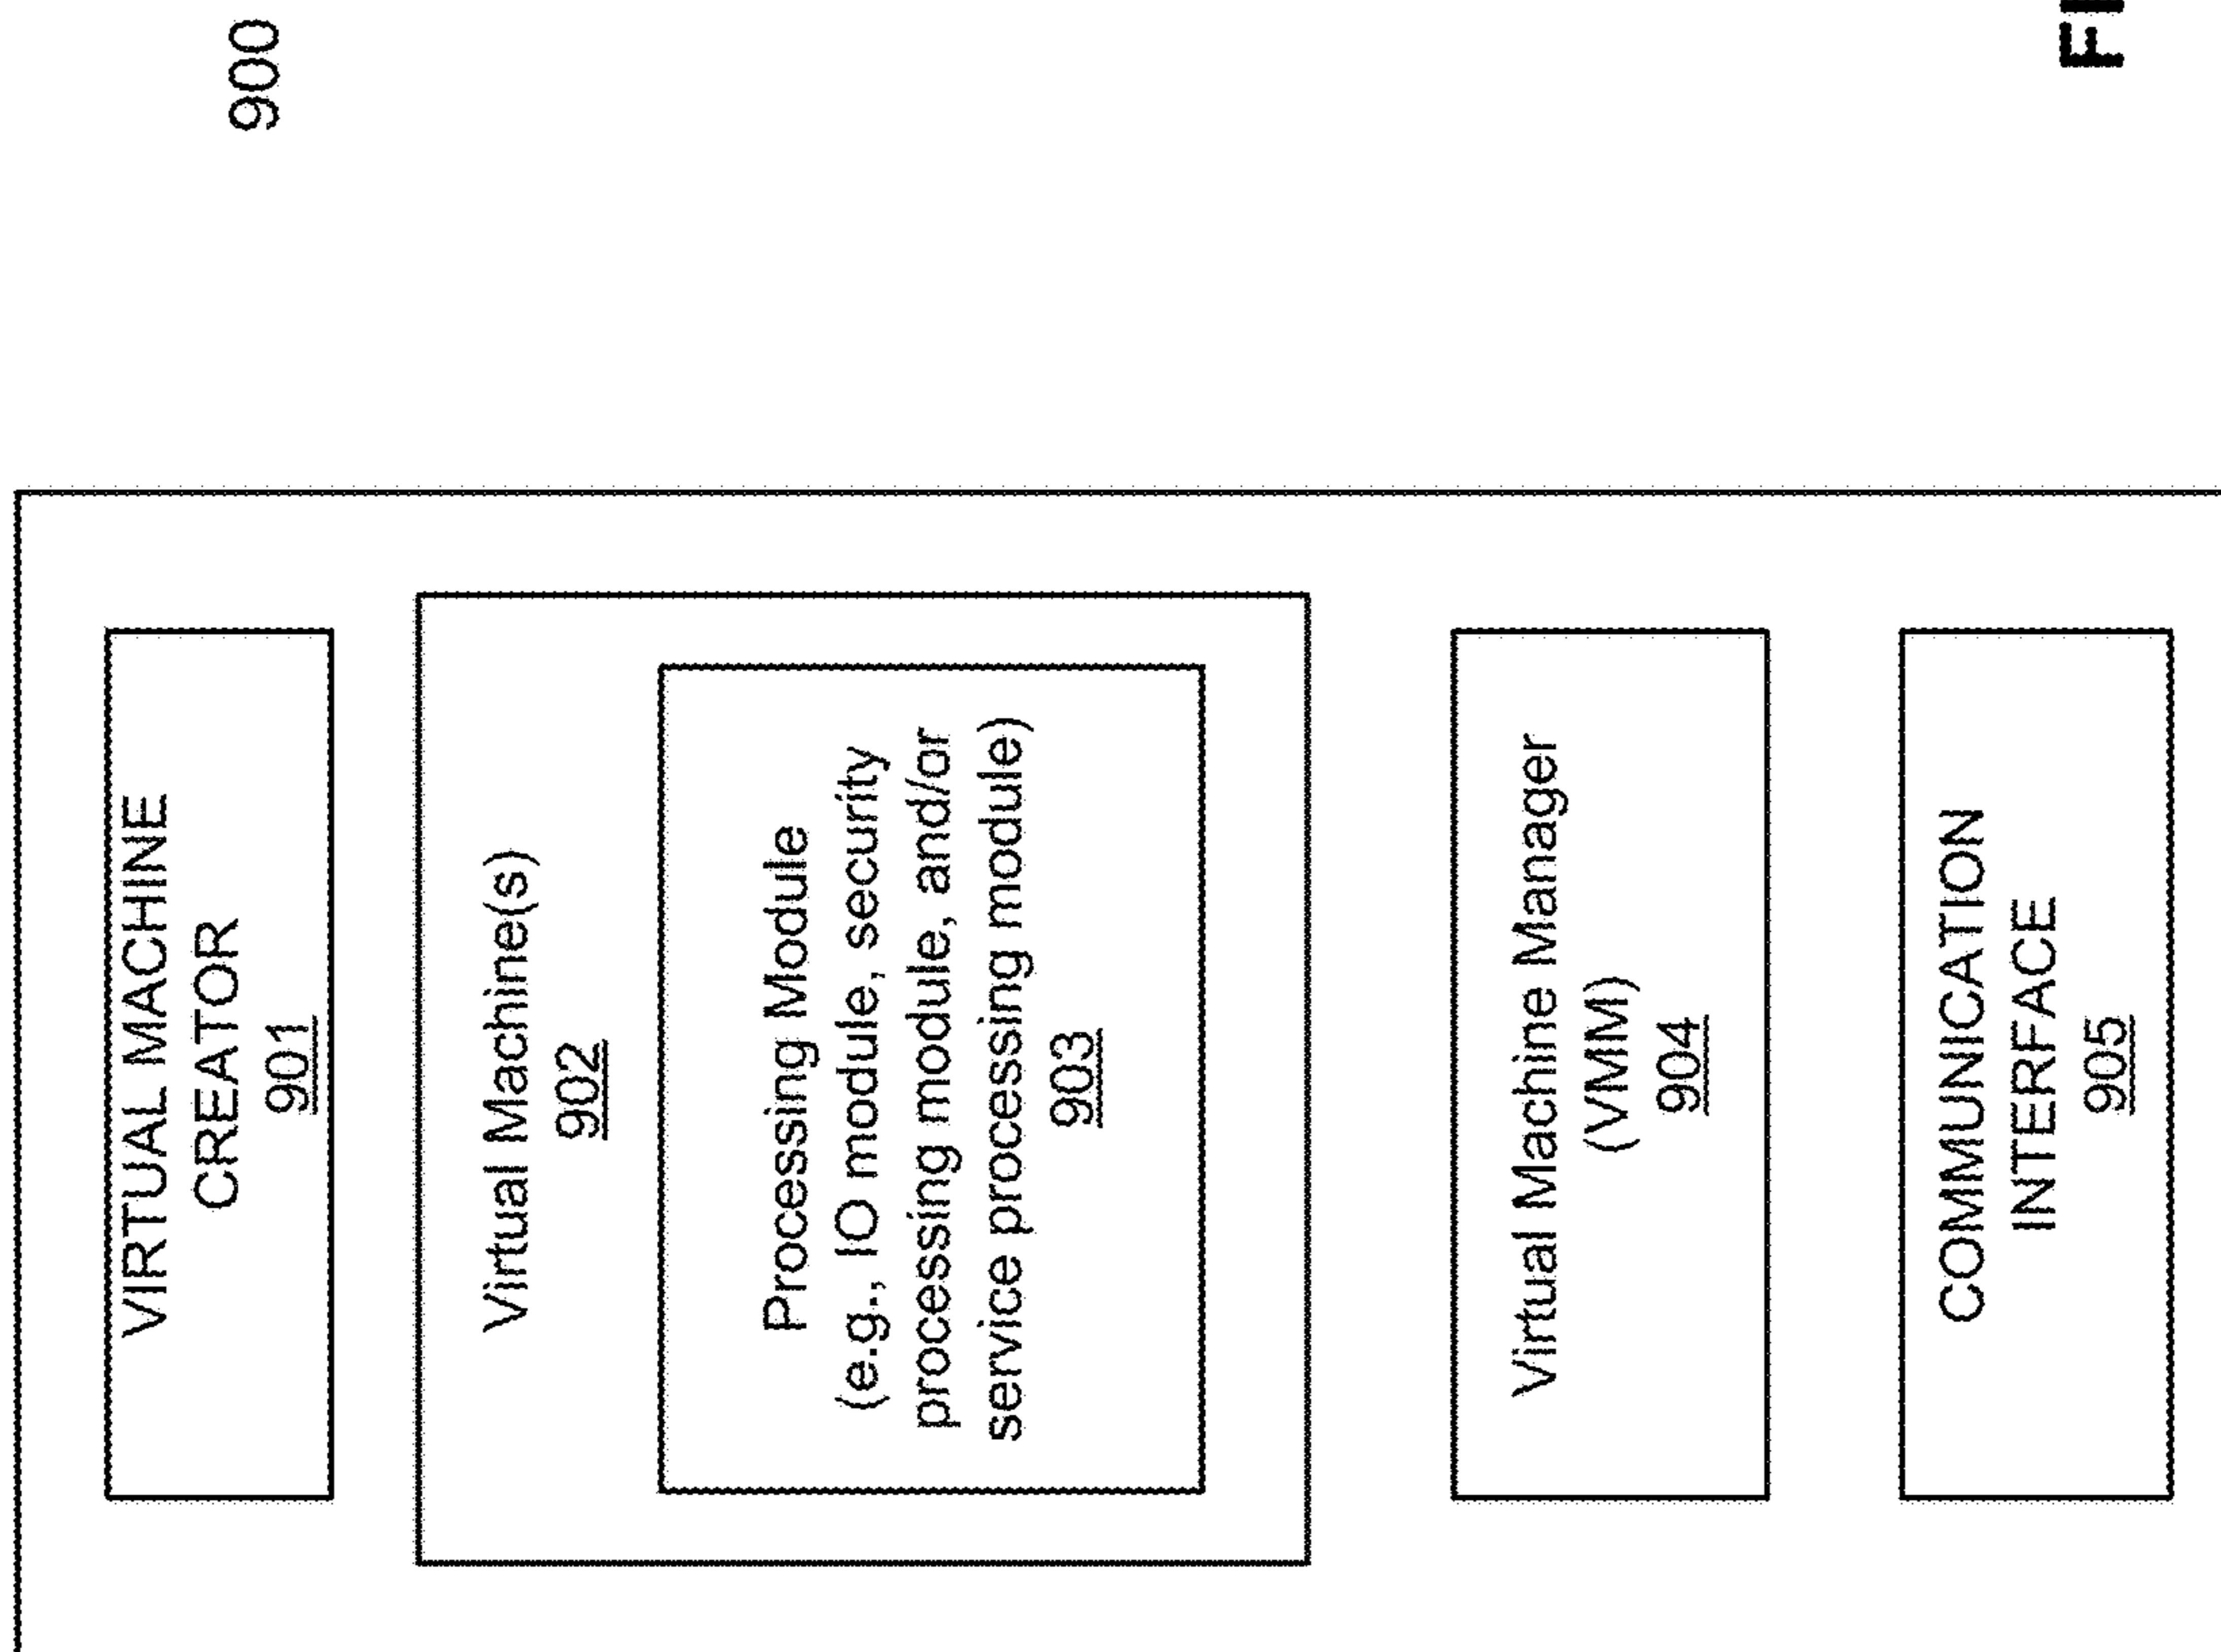 900
VIRTUAL MACHINE
CREATOR
901
Virtual Machine(s)
902
Processing Module
(e.g., IO module, security
processing module, and/or
service processing module)
903
Virtual Machine Manager
(VMM)
904
COMMUNICATION
INTERFACE
905